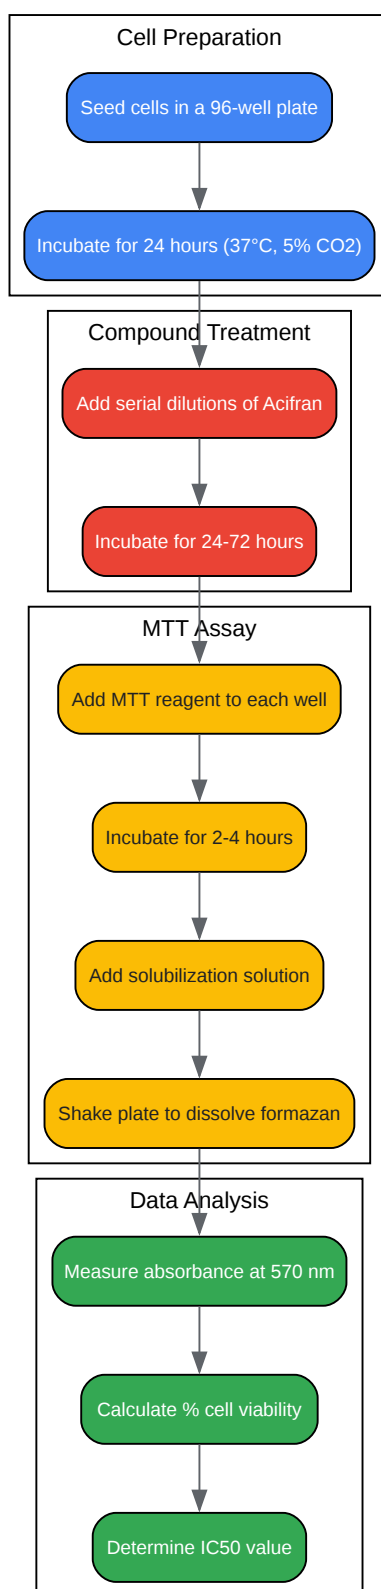 Cell Preparation
Seed cells in a 96-well plate
Incubate for 24 hours (37°C, 5% CO2)
Compound Treatment
Add serial dilutions of Acifran
Incubate for 24-72 hours
MTT Assay
Add MTT reagent to each well
Incubate for 2-4 hours
Add solubilization solution
Shake plate to dissolve formazan
Data Analysis
Measure absorbance at 570 nm
Calculate % cell viability
Determine IC50 value